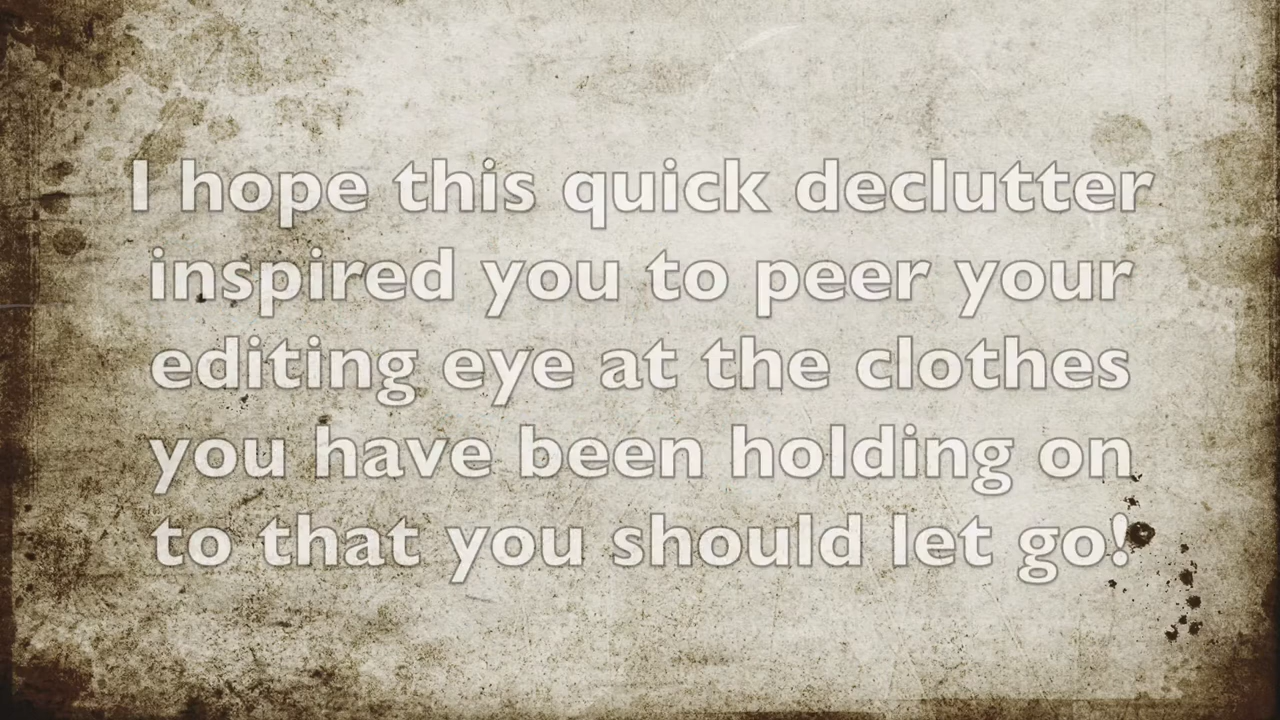 I hope this quick declutter
inspired you to peer your
editing eye at the clothes
you have been holding on
to that you should let go!